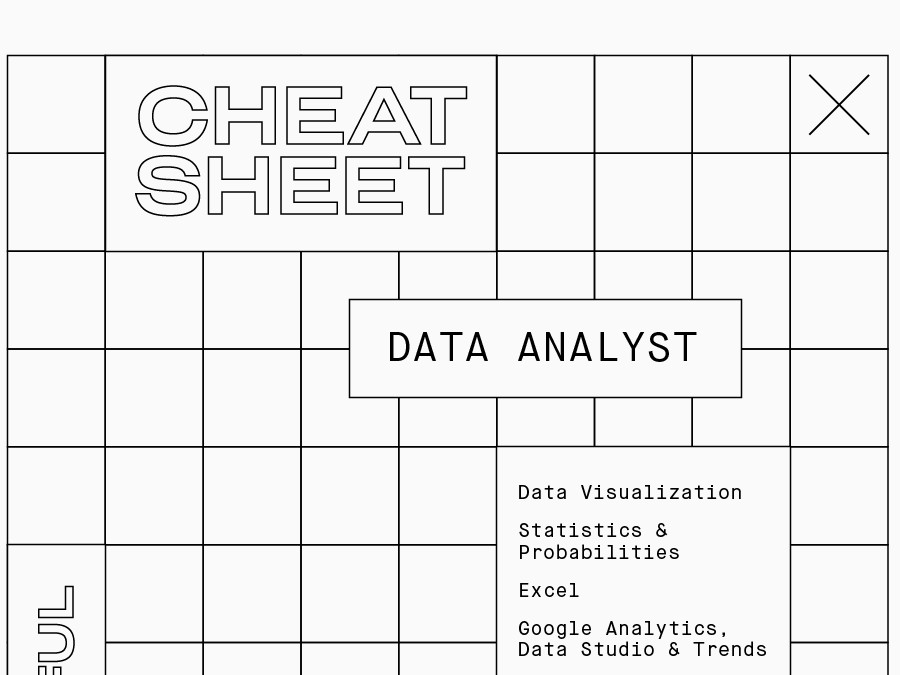 CHEAT
SHEET
DATA ANALYST
Data Visualization
Statistics &
Probabilities
Excel
Google Analytics,
Data Studio & Trends